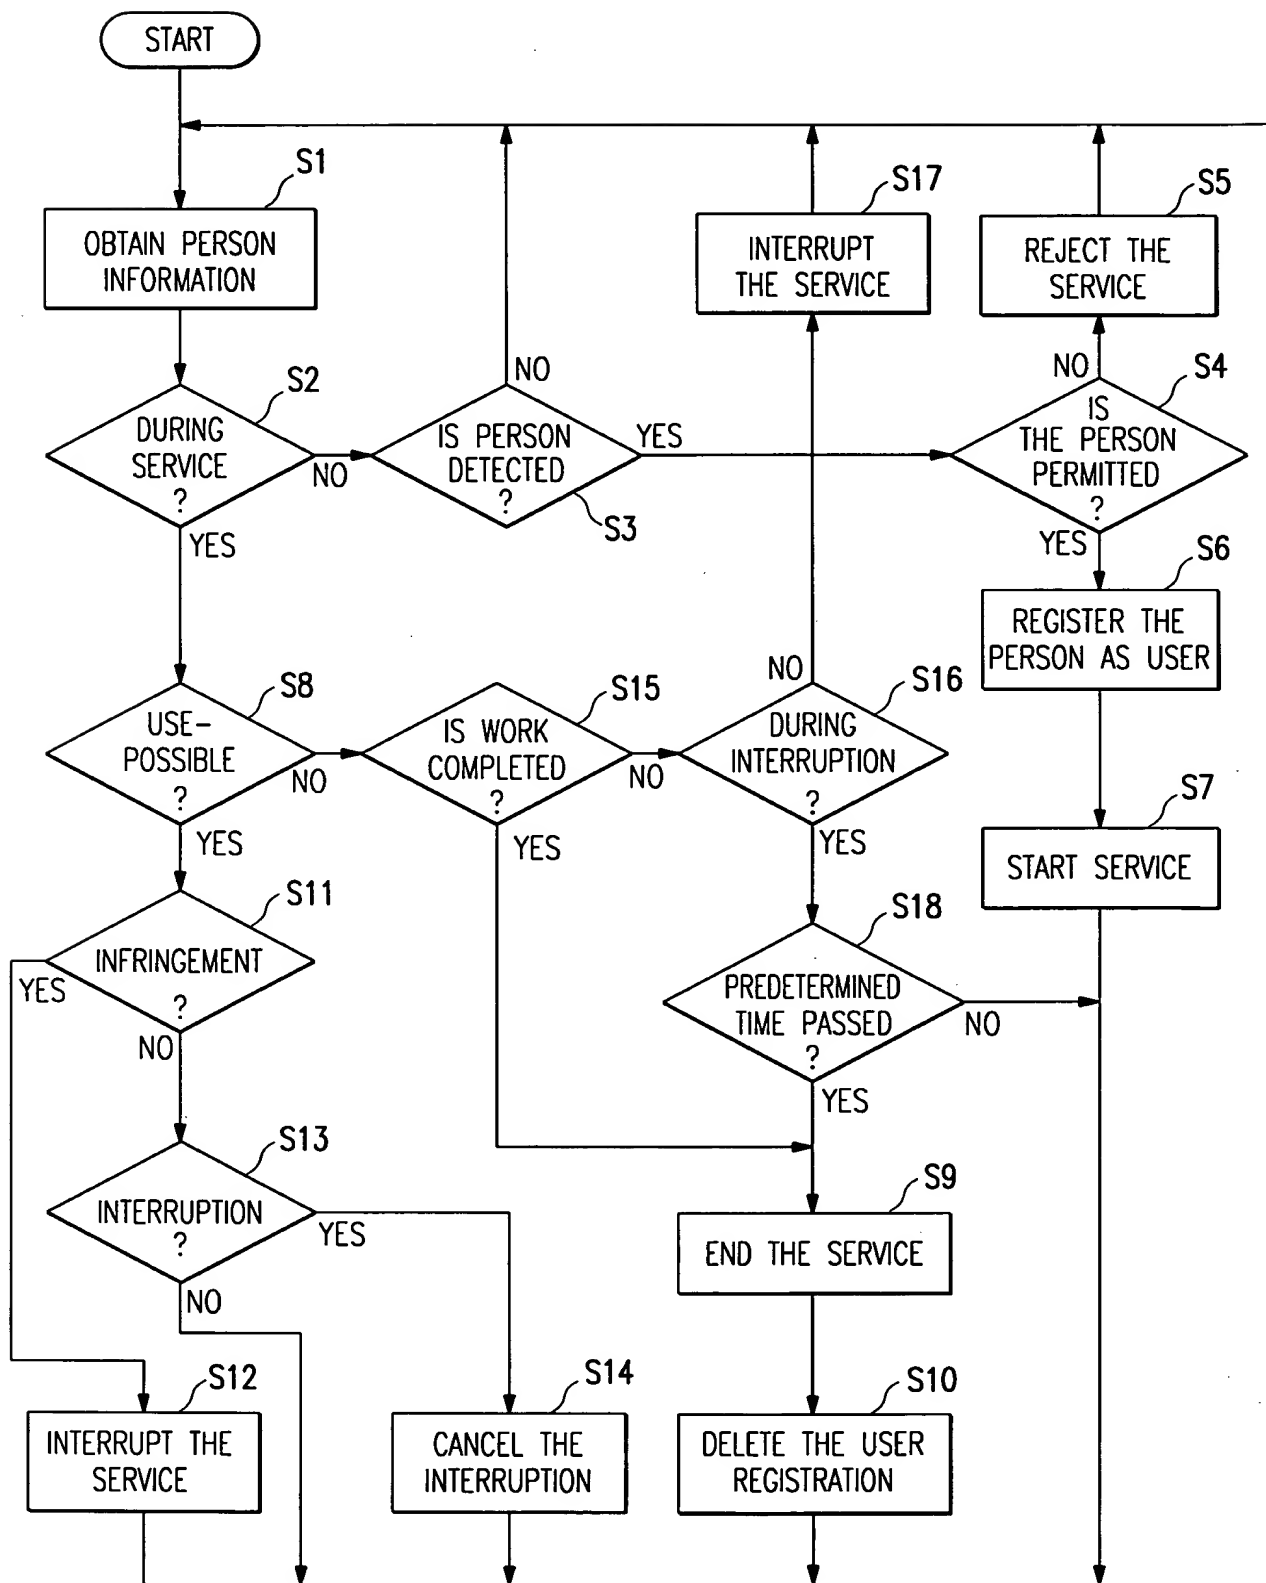 START
S1
OBTAIN PERSON
INFORMATION
S17
INTERRUPT
THE SERVICE
S5
REJECT THE
SERVICE
S2
DURING
SERVICE
?
NO
YES
NO
IS PERSON
DETECTED
?
YES
S3
NO
S4
IS
THE PERSON
PERMITTED
?
YES
S6
REGISTER THE
PERSON AS USER
S8
USE-
POSSIBLE
?
NO
YES
S15
IS WORK
COMPLETED
?
NO
YES
NO
S16
DURING
INTERRUPTION
?
YES
S7
START SERVICE
S11
INFRINGEMENT
?
YES
NO
S18
PREDETERMINED
TIME PASSED
?
NO
YES
S13
INTERRUPTION
?
YES
NO
S9
END THE SERVICE
S12
INTERRUPT THE
SERVICE
S14
CANCEL THE
INTERRUPTION
S10
DELETE THE USER
REGISTRATION